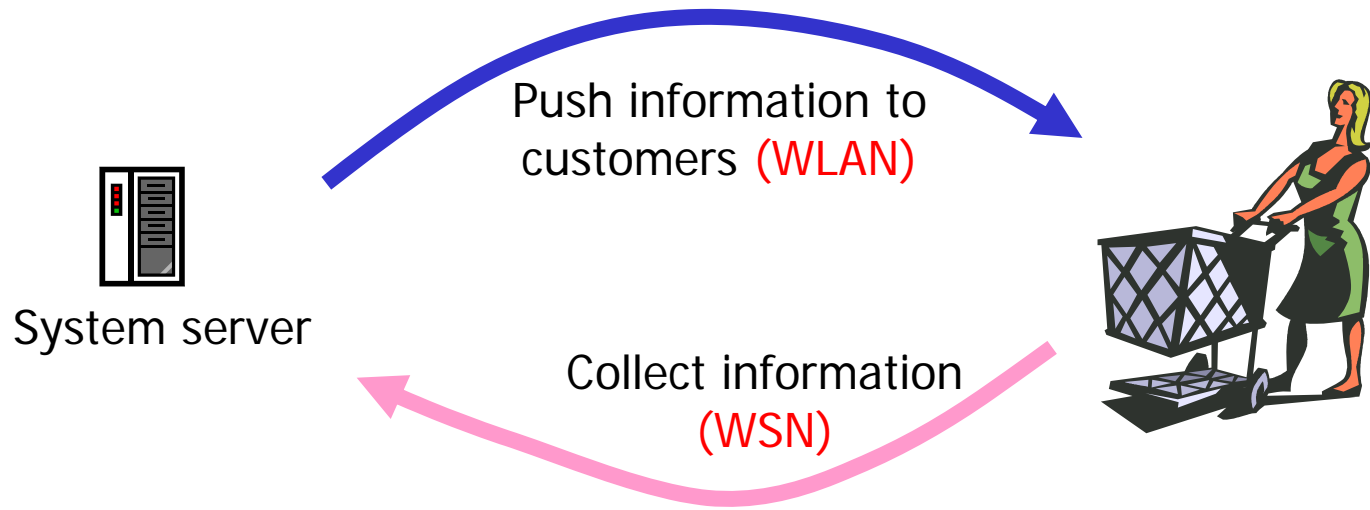 Push information to
customers (WLAN)
System server
Collect information
(WSN)